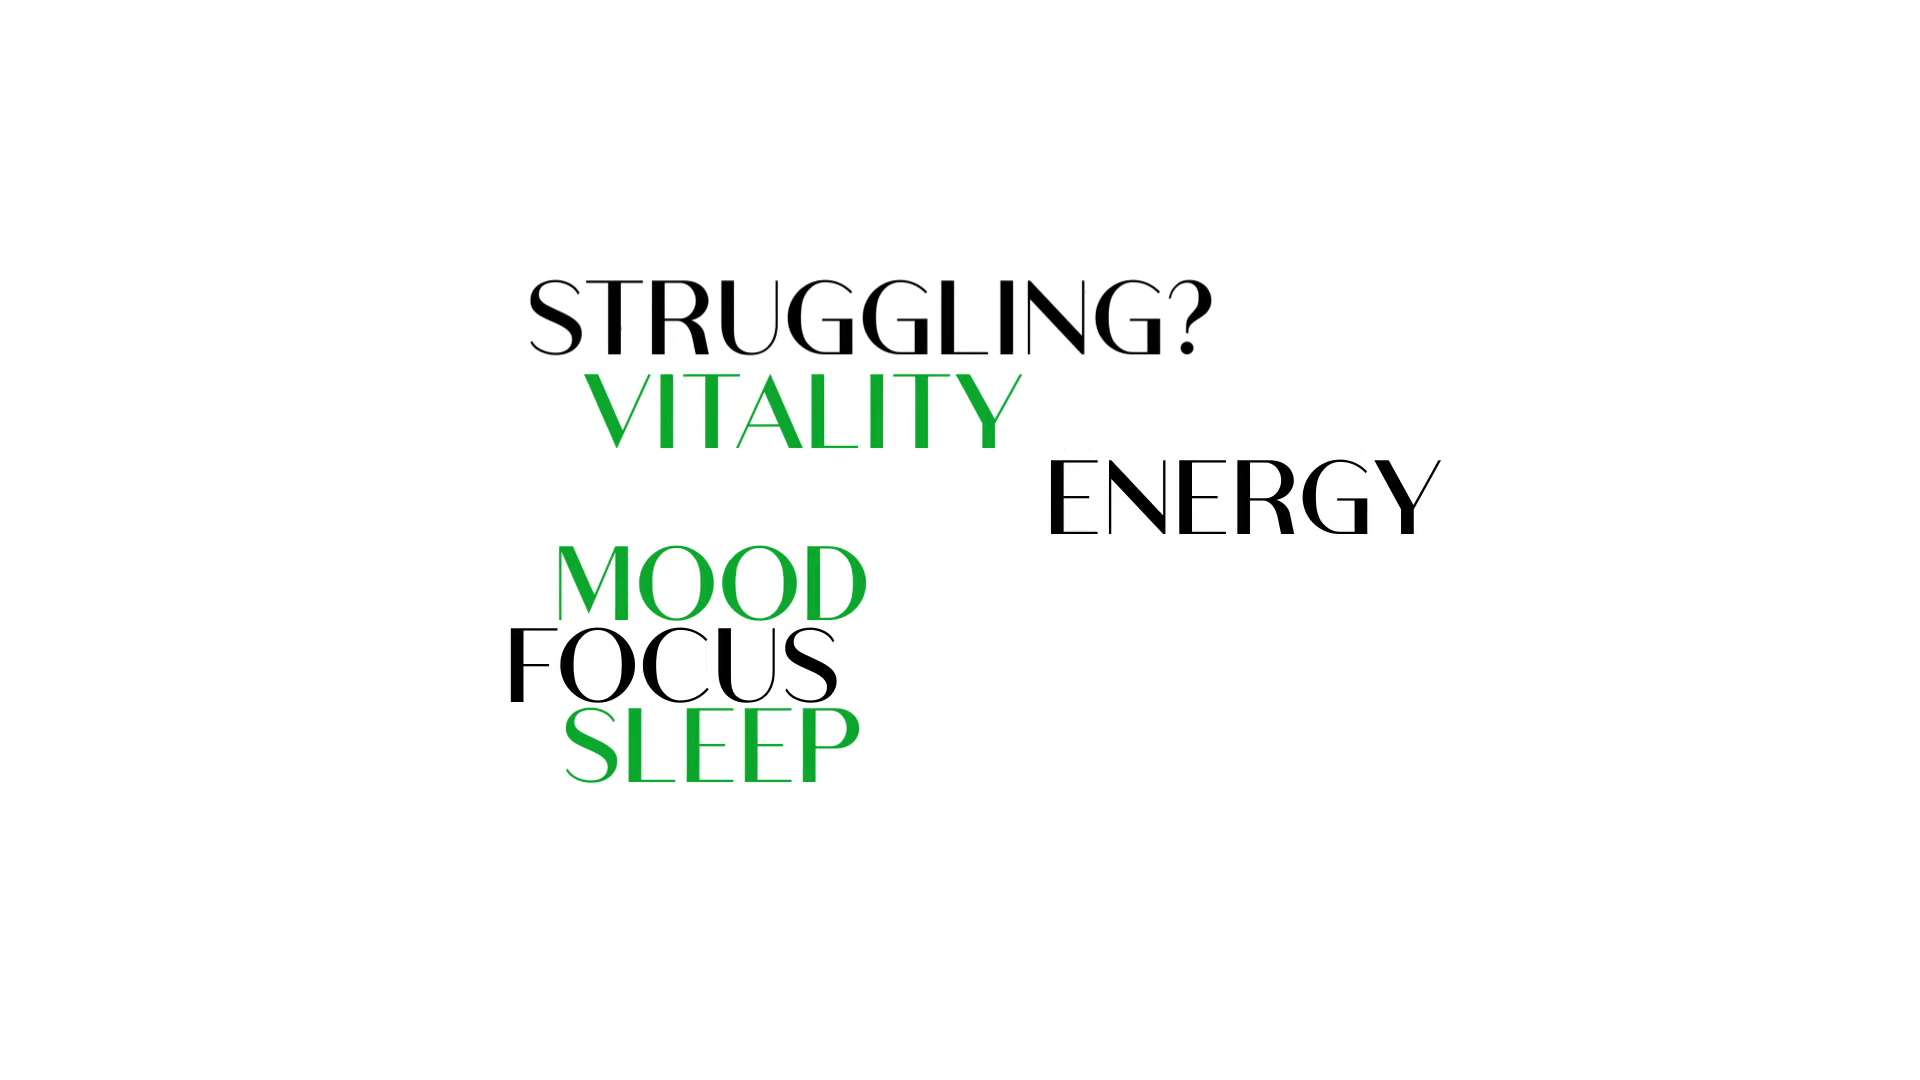 STRUGGLING?
VITALITY
ENERGY
MOOD
FOCUS
SLEEP